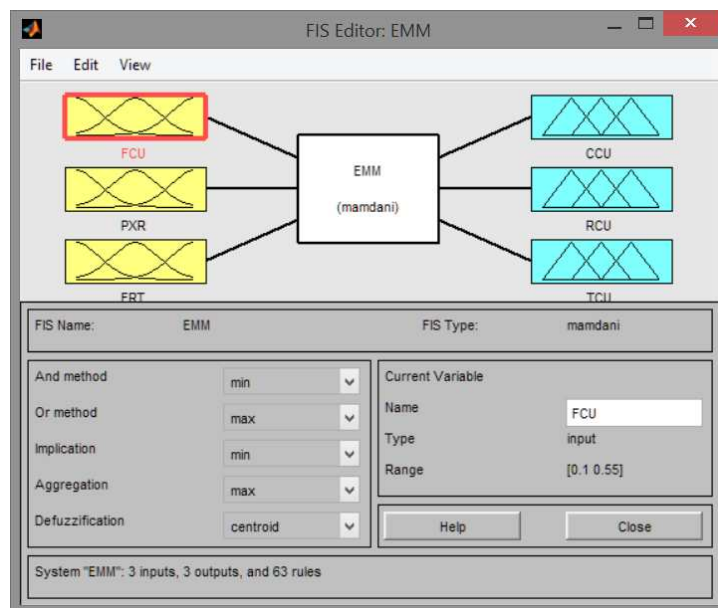 FIS Editor: EMM
File Edit View
FCU
PXR
FRT
EMM
(mamdani)
CCU
RCU
TCU
FIS Name: EMM FIS Type: mamdani
And method min
Or method max
Implication min
Aggregation max
Defuzzification centroid
Current Variable
Name FCU
Type input
Range [0.1 0.55]
Help Close
System "EMM": 3 inputs, 3 outputs, and 63 rules